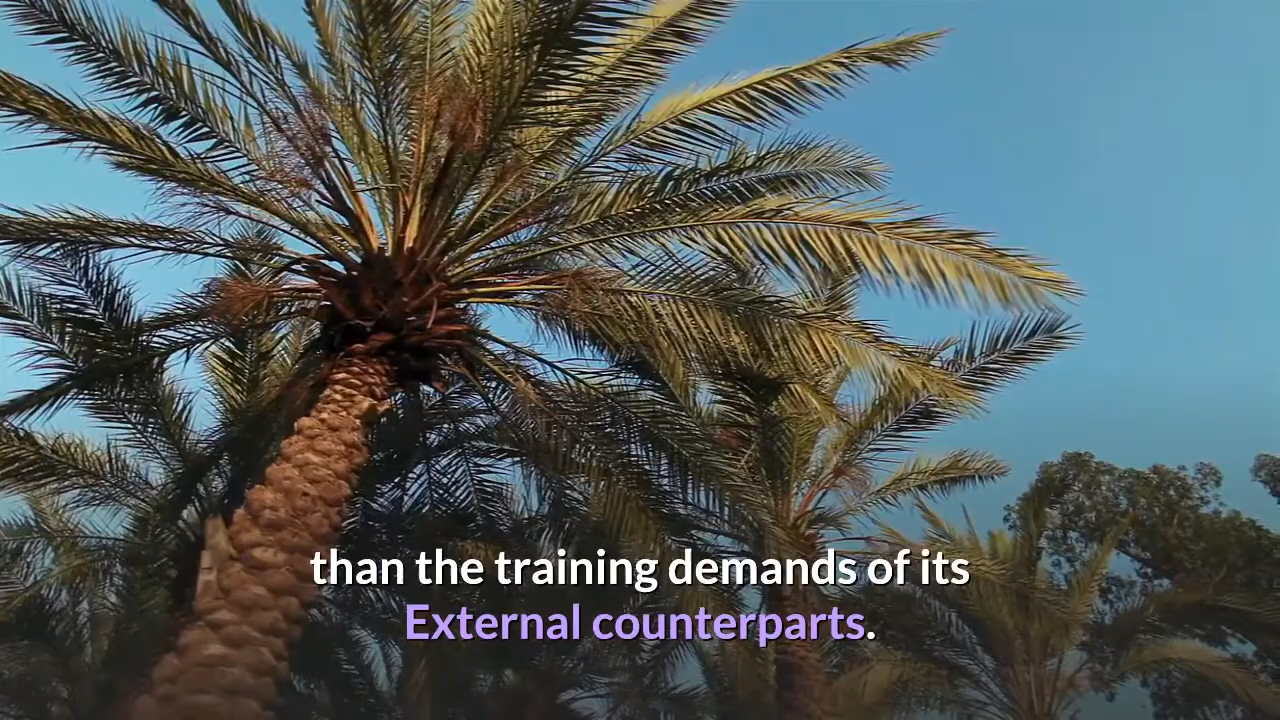 than the training demands of its
External counterparts.